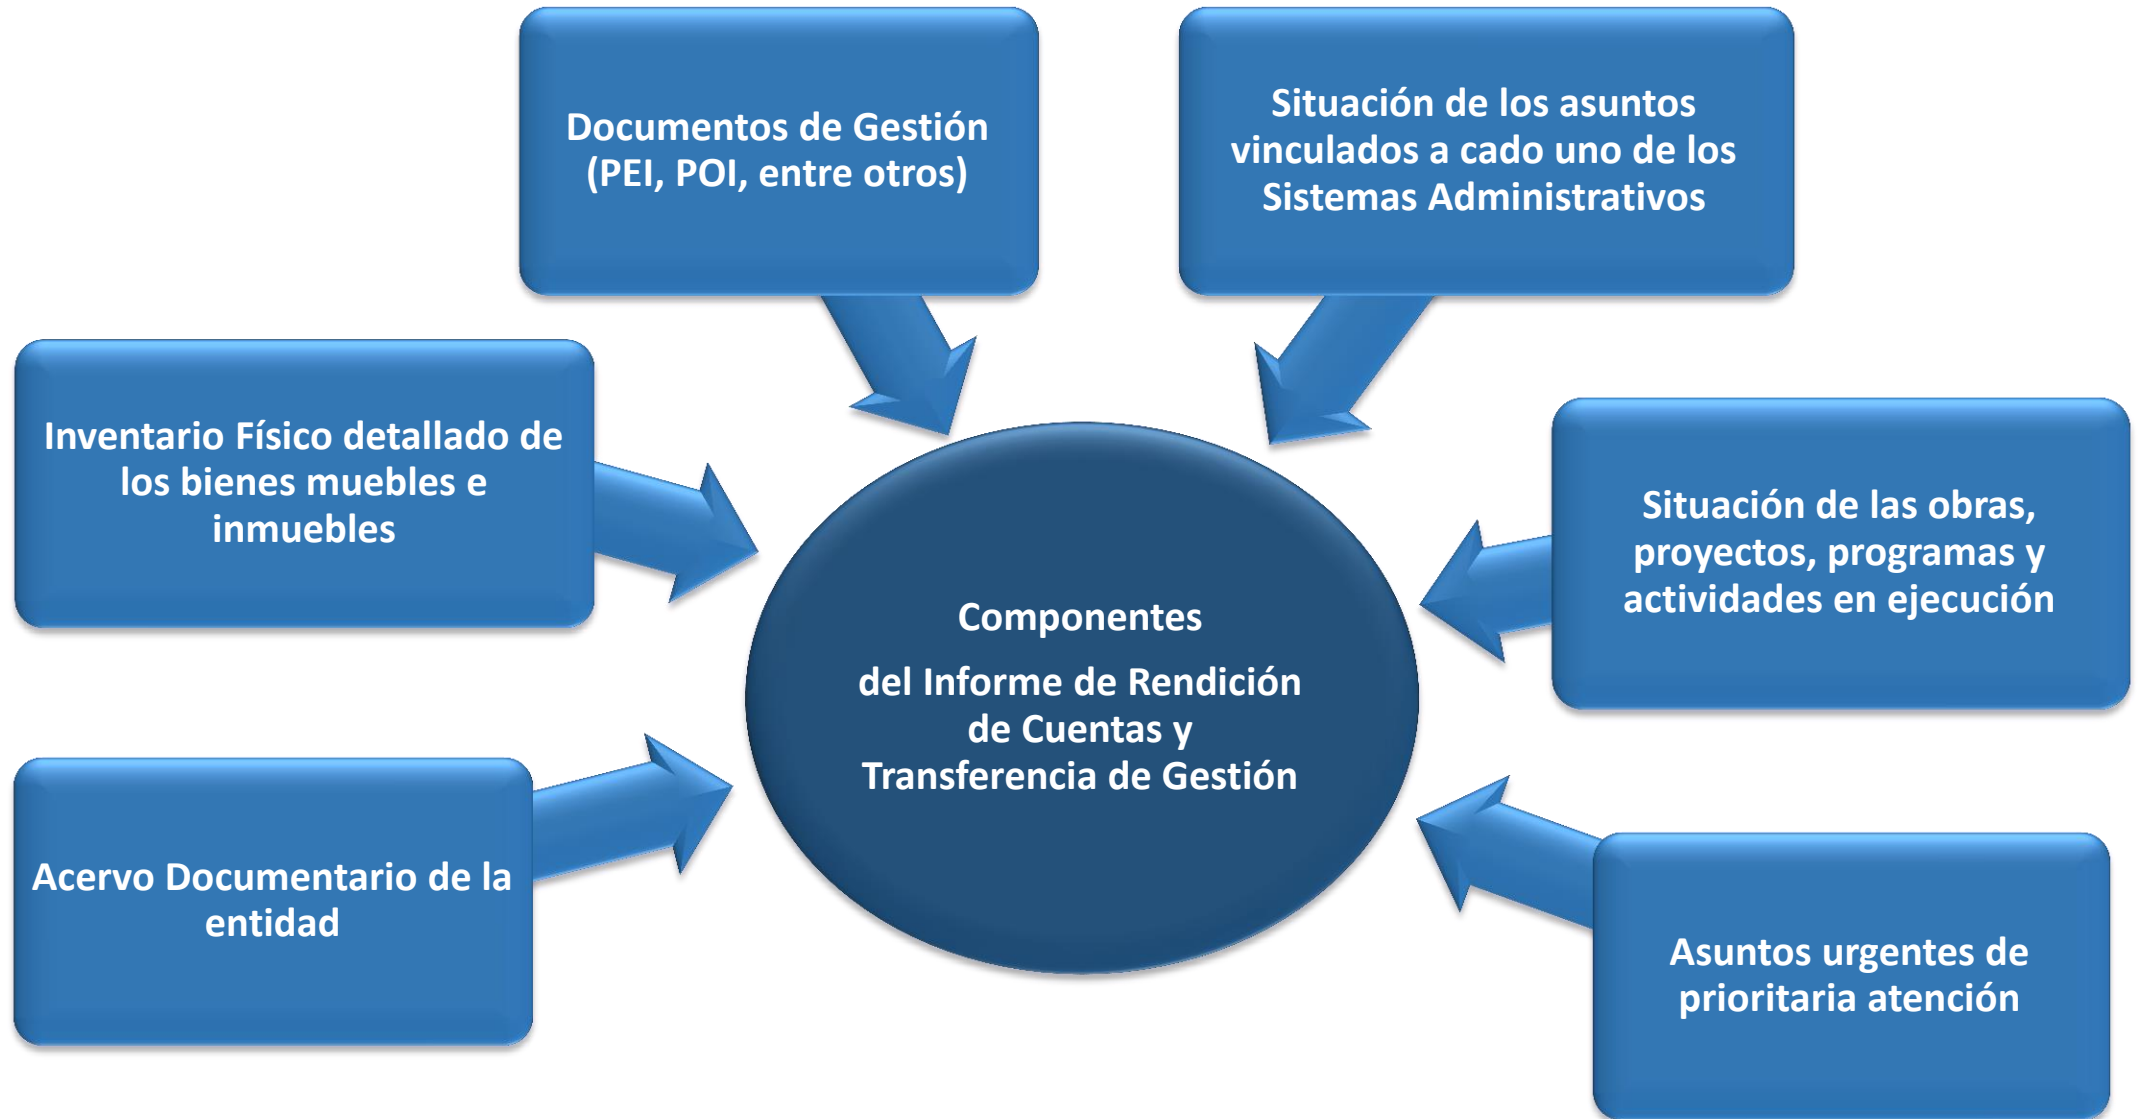 Documentos de Gestión
(PEI, POI, entre otros)
Situación de los asuntos
vinculados a cado uno de los
Sistemas Administrativos
Inventario Físico detallado de
los bienes muebles e
inmuebles
Situación de las obras,
proyectos, programas y
actividades en ejecución
Componentes
del Informe de Rendición
de Cuentas y
Transferencia de Gestión
Acervo Documentario de la
entidad
Asuntos urgentes de
prioritaria atención